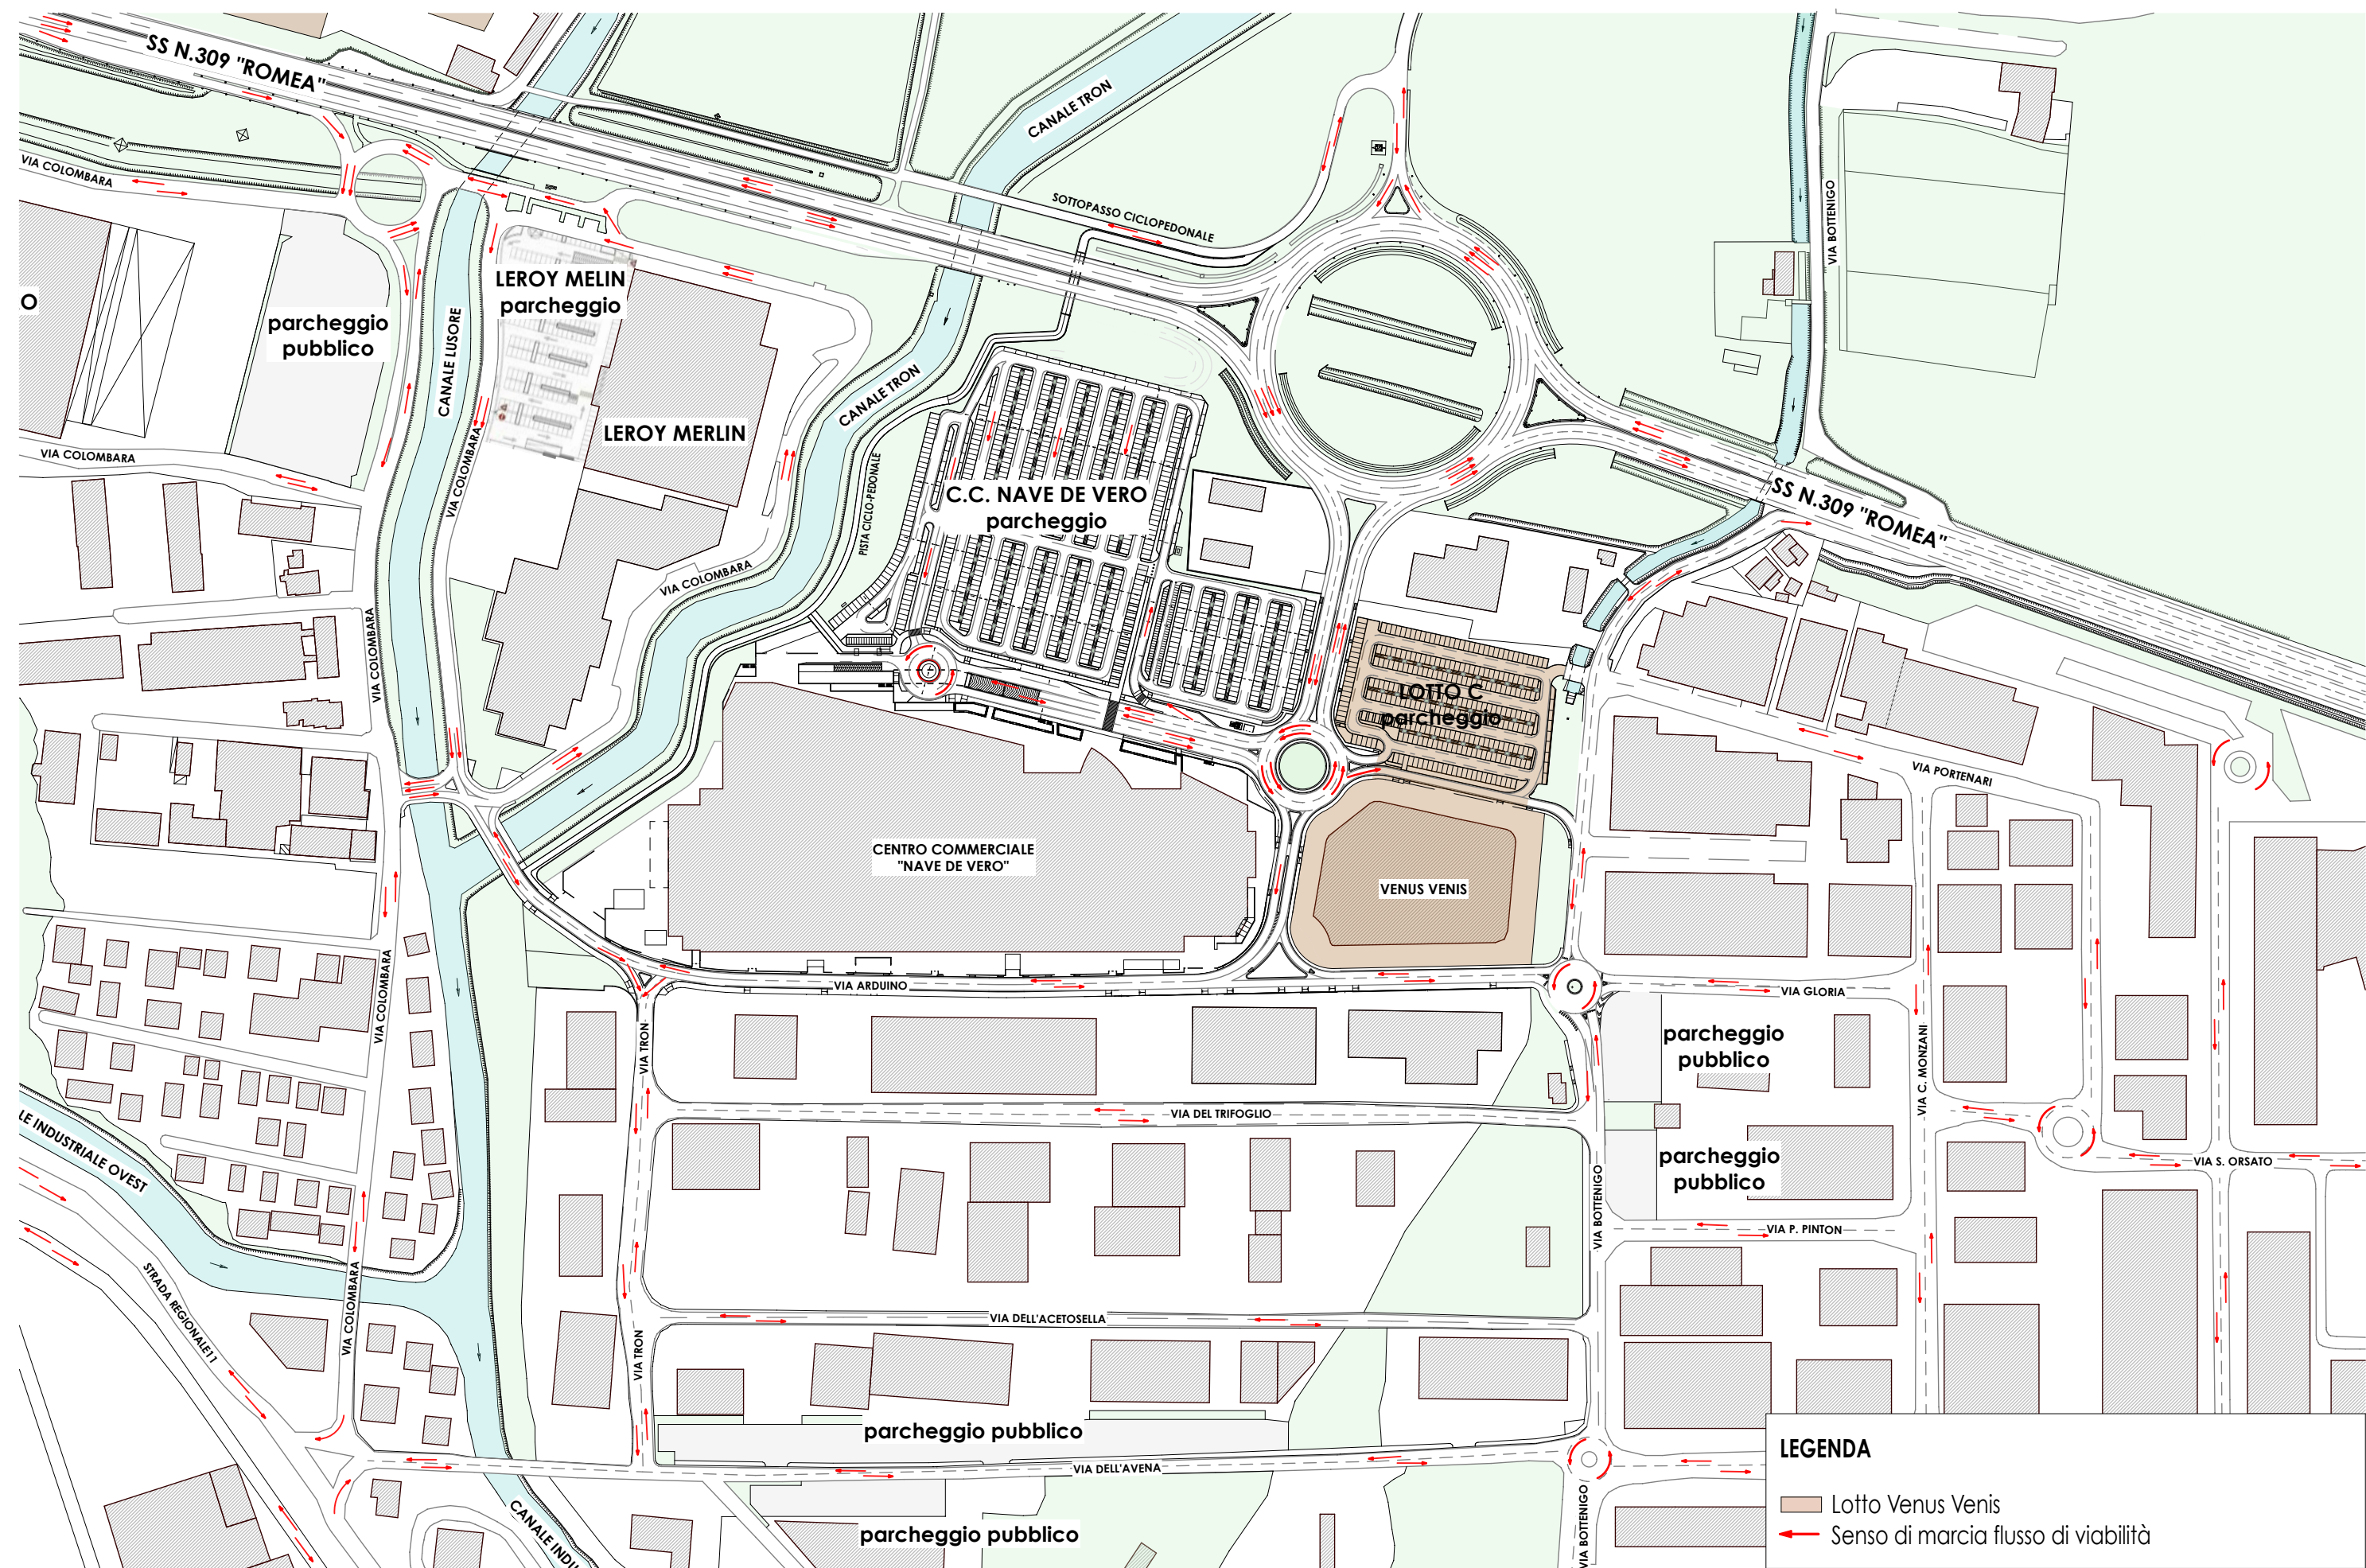 SS N.309 "ROMEA"
CANALE TRON
VIA COLOMBARA
VIA BOTTENIGO
SOTTOPASSO CICLOPEDONALE
O
LEROY MELIN
parcheggio
parcheggio
pubblico
CANALE LUSORE
CANALE TRON
LEROY MERLIN
VIA COLOMBARA
VIA COLOMBARA
PISTA CICLO-PEDONALE
C.C. NAVE DE VERO
parcheggio
SS N.309 "ROMEA"
VIA COLOMBARA
VIA COLOMBARA
LOTTO C
parcheggio
VIA PORTENARI
CENTRO COMMERCIALE
"NAVE DE VERO"
VENUS VENIS
VIA COLOMBARA
VIA ARDUINO
VIA GLORIA
VIA TRON
parcheggio
pubblico
VIA C. MONZANI
VIA DEL TRIFOGLIO
LE INDUSTRIALE OVEST
parcheggio
pubblico
VIA S. ORSATO
VIA BOTTENIGO
VIA P. PINTON
STRADA REGIONALE11
VIA COLOMBARA
VIA DELL'ACETOSELLA
VIA TRON
parcheggio pubblico
VIA DELL'AVENA
CANALE INDU
parcheggio pubblico
VIA BOTTENIGO
LEGENDA
Lotto Venus Venis
Senso di marcia flusso di viabilità